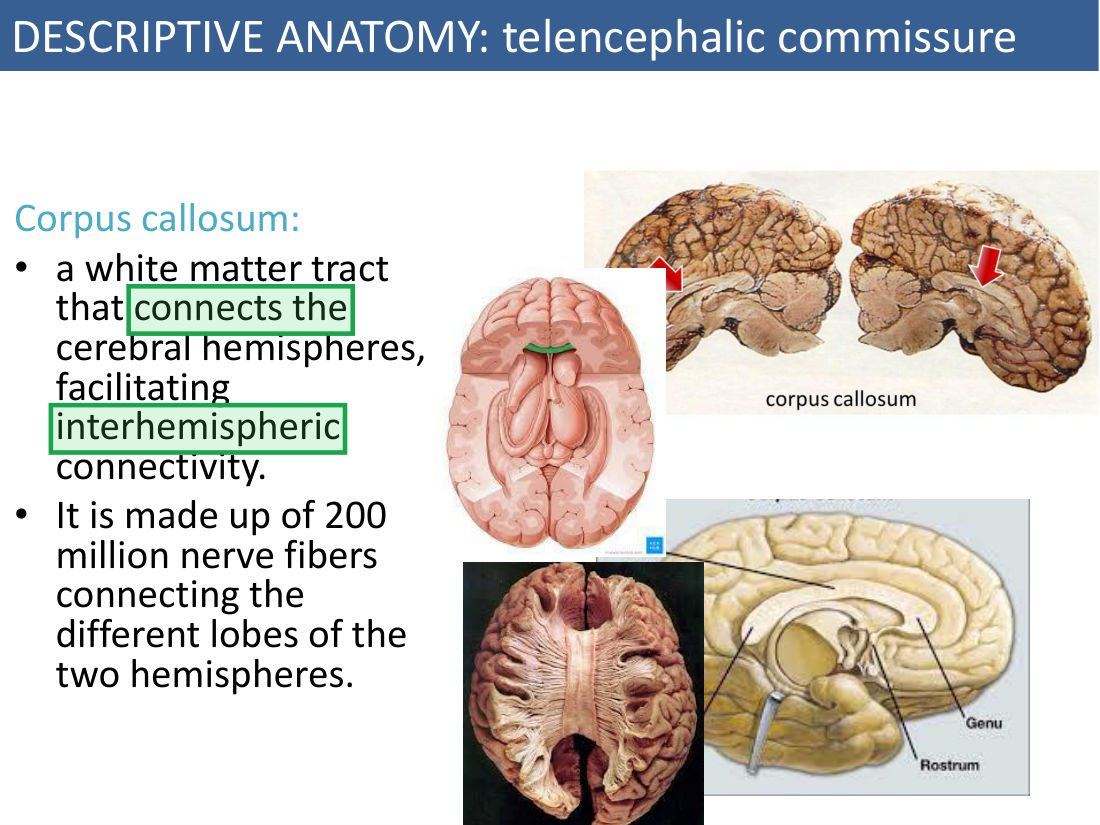 DESCRIPTIVE ANATOMY: telencephalic commissure
Corpus callosum:
• a white matter tract
that connects the
cerebral hemispheres,
facilitating
interhemispheric
connectivity.
• It is made up of 200
million nerve fibers
connecting the
different lobes of the
two hemispheres.
corpus callosum
Genu
Rostrum